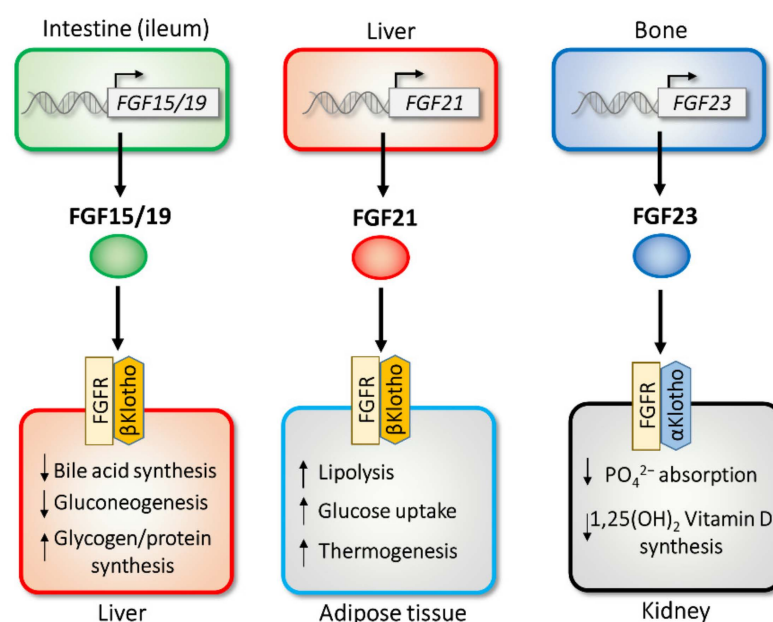 Intestine (ileum)
Liver
Bone
FGF15/19
FGF21
FGF23
FGF15/19
FGF21
FGF23
FGFR
βKlotho
FGFR
βKlotho
FGFR
αKlotho
↓ Bile acid synthesis
↓ Gluconeogenesis
↑ Glycogen/protein
synthesis
↑ Lipolysis
↑ Glucose uptake
↑ Thermogenesis
↓ PO₄²⁻ absorption
↓ 1,25(OH)₂ Vitamin D
synthesis
Liver
Adipose tissue
Kidney